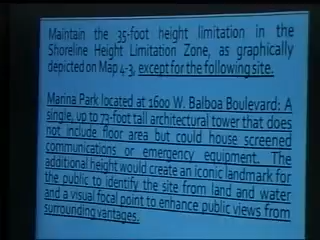 Maintain the 35-foot height limitation in the
Shoreline Height Limitation Zone, as graphically
depicted on Map 4-3, except for the following site.
Marina Park located at 1600 W. Balboa Boulevard: A
single, up to 73-foot tall architectural tower that does
not include floor area but could house screened
communications or emergency equipment. The
additional height would create an iconic landmark for
the public to identify the site from land and water
and a visual focal point to enhance public views from
surrounding vantages.